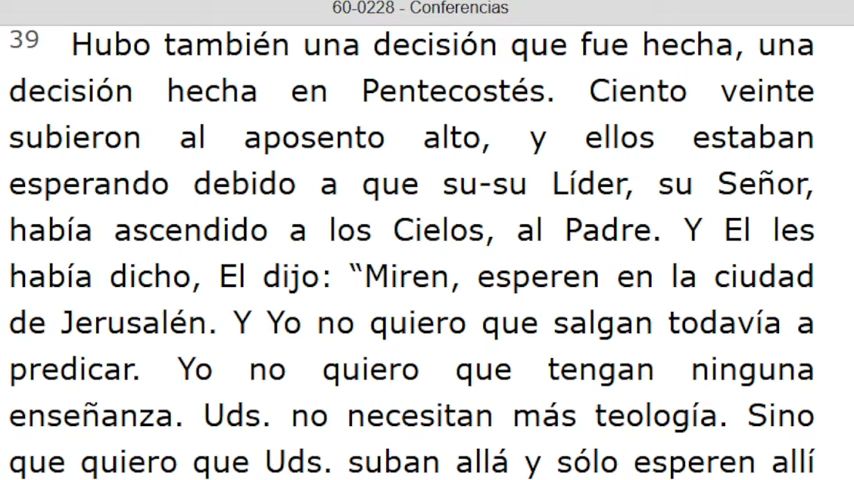 60-0228 - Conferencias
39 Hubo también una decisión que fue hecha, una
decisión hecha en Pentecostés. Ciento veinte
subieron al aposento alto, y ellos estaban
esperando debido a que su-su Líder, su Señor,
había ascendido a los Cielos, al Padre. Y El les
había dicho, El dijo: “Miren, esperen en la ciudad
de Jerusalén. Y Yo no quiero que salgan todavía a
predicar. Yo no quiero que tengan ninguna
enseñanza. Uds. no necesitan más teología. Sino
que quiero que Uds. suban allá y sólo esperen allí